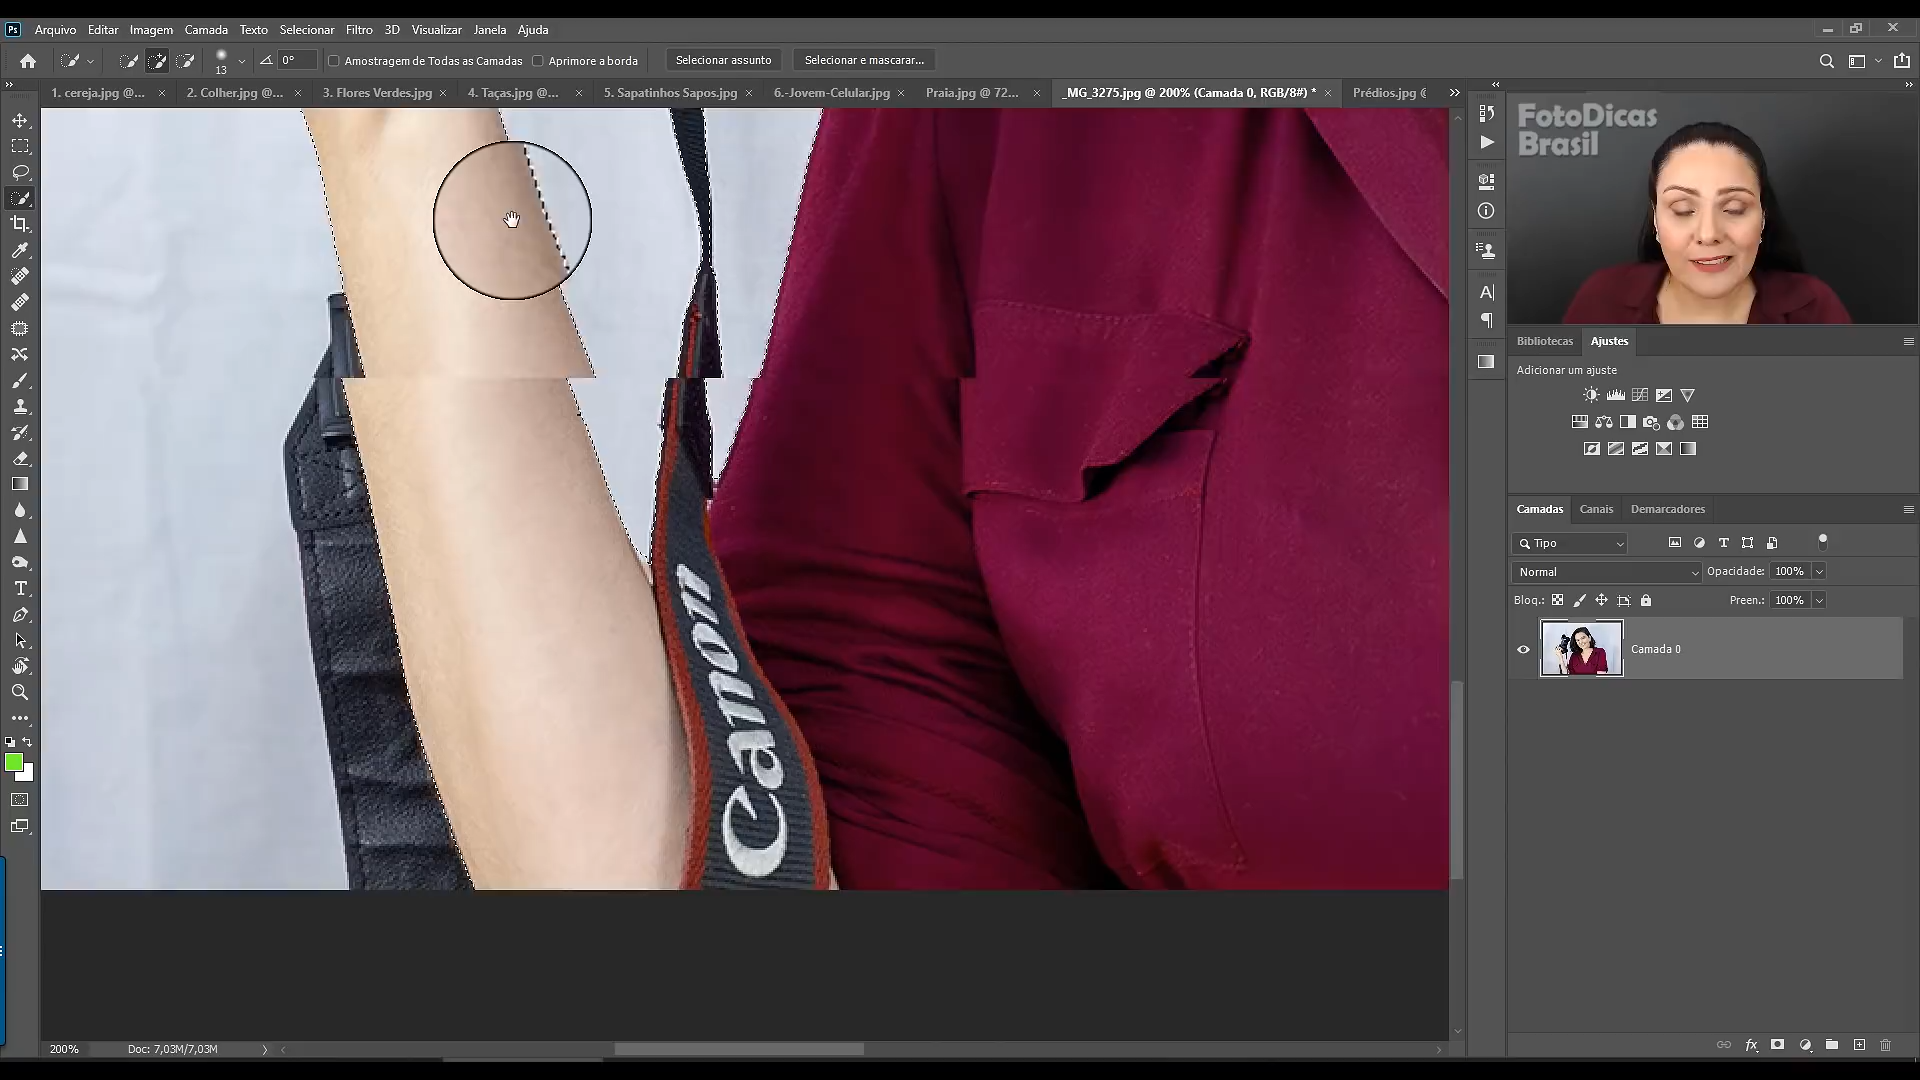 Ps Arquivo Editar Imagem Camada Texto Selecionar Filtro 3D Visualizar Janela Ajuda
13 0° Amostragem de Todas as Camadas Aprimore a borda Selecionar assunto Selecionar e mascarar...
1. cereja.jpg @... × 2. Colher.jpg @... × 3. Flores Verdes.jpg × 4. Taças.jpg @... × 5. Sapatinhos Sapos.jpg × 6.-Jovem-Celular.jpg × Praia.jpg @ 72... × _MG_3275.jpg @ 200% (Camada 0, RGB/8#) * × Prédios.jpg @
FotoDicas
Brasil
Bibliotecas Ajustes
Adicionar um ajuste
Camadas Canais Demarcadores
Tipo
Normal Opacidade: 100%
Bloq.: Preen.: 100%
Camada 0
Canon
200% Doc: 7,03M/7,03M